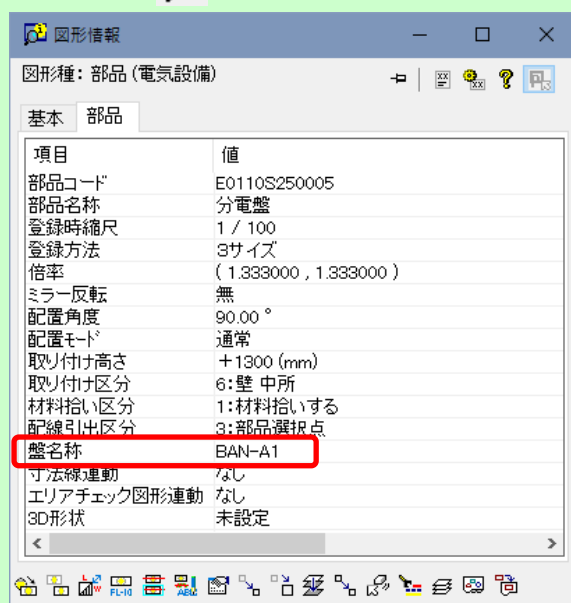 図形情報
図形種: 部品 (電気設備)
基本 部品
項目 値
部品コード E0110S250005
部品名称 分電盤
登録時縮尺 1 / 100
登録方法 3サイズ
倍率 ( 1.333000 , 1.333000 )
ミラー反転 無
配置角度 90.00 °
配置モード 通常
取り付け高さ +1300 (mm)
取り付け区分 6:壁 中所
材料拾い区分 1:材料拾いする
配線引出区分 3:部品選択点
盤名称 BAN-A1
寸法線連動 なし
エリアチェック図形連動 なし
3D形状 未設定
FL-10